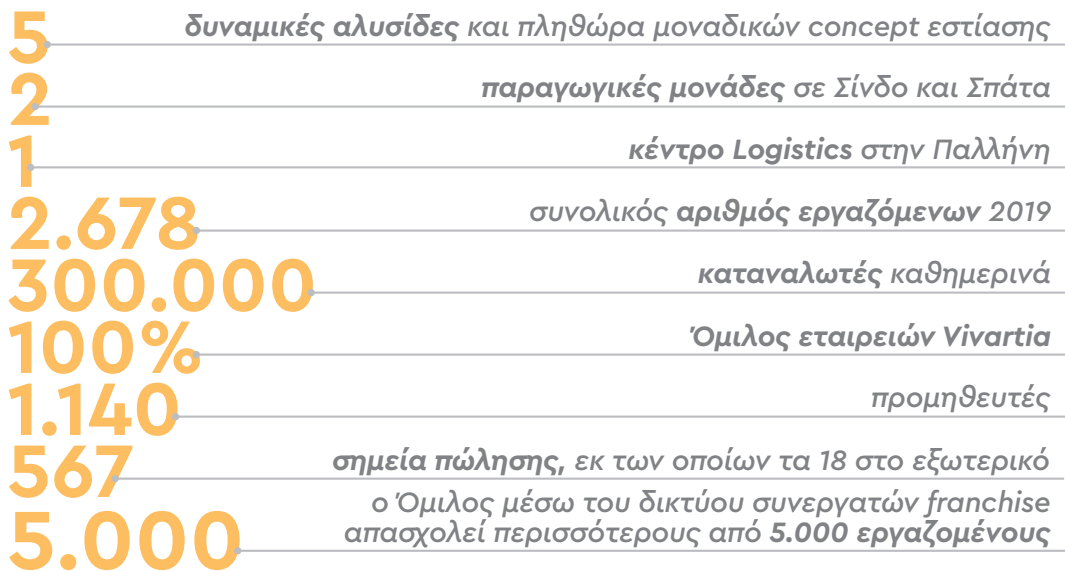 5 δυναμικές αλυσίδες και πληθώρα μοναδικών concept εστίασης
2 παραγωγικές μονάδες σε Σίνδο και Σπάτα
1 κέντρο Logistics στην Παλλήνη
2.678 συνολικός αριθμός εργαζόμενων 2019
300.000 καταναλωτές καθημερινά
100% Όμιλος εταιρειών Vivartia
1.140 προμηθευτές
567 σημεία πώλησης, εκ των οποίων τα 18 στο εξωτερικό
5.000 ο Όμιλος μέσω του δικτύου συνεργατών franchise
απασχολεί περισσότερους από 5.000 εργαζομένους